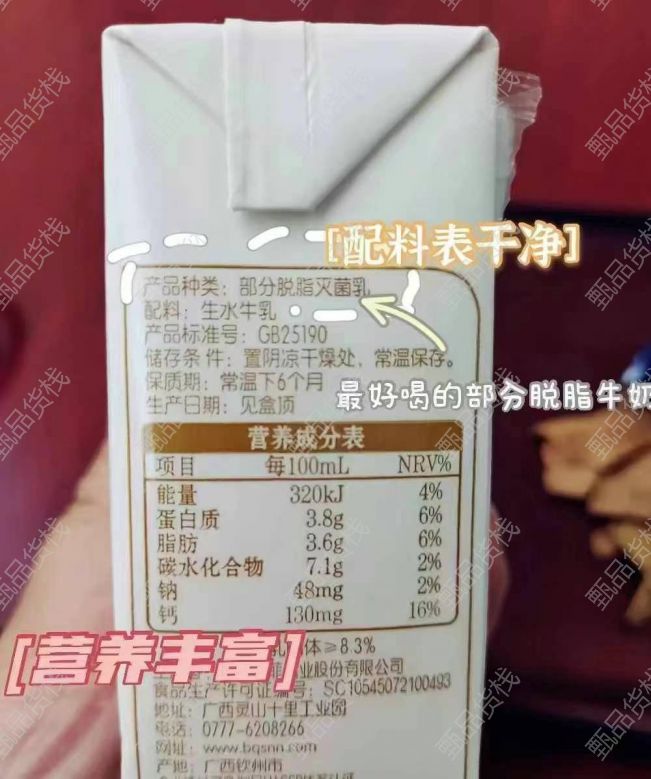 [配料表干净]
产品种类：部分脱脂灭菌乳
配料：生水牛乳
产品标准号：GB25190
储存条件：置阴凉干燥处，常温保存。
保质期：常温下6个月
生产日期：见盒顶
最好喝的部分脱脂牛奶
营养成分表
项目 每100mL NRV%
能量 320kJ 4%
蛋白质 3.8g 6%
脂肪 3.6g 6%
碳水化合物 7.1g 2%
钠 48mg 2%
钙 130mg 16%
[营养丰富]
体≥8.3%
业股份有限公司
食品生产许可证编号：SC10545072100493
地址：广西灵山十里工业园
电话：0777-6208266
网址：www.bqsnn.com
产地：广西钦州市
甄品货栈